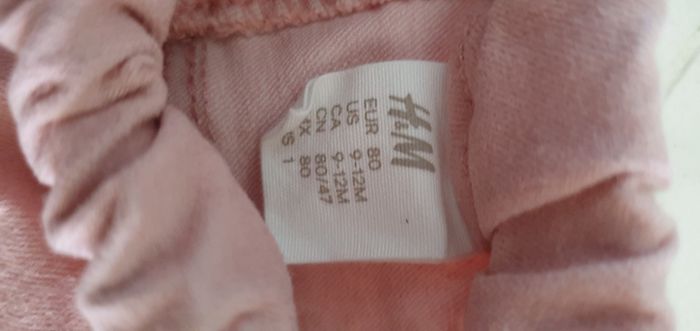 H&M
EUR 80
US 9-12M
CA 9-12M
CN 80/47
MX 80
IS 1